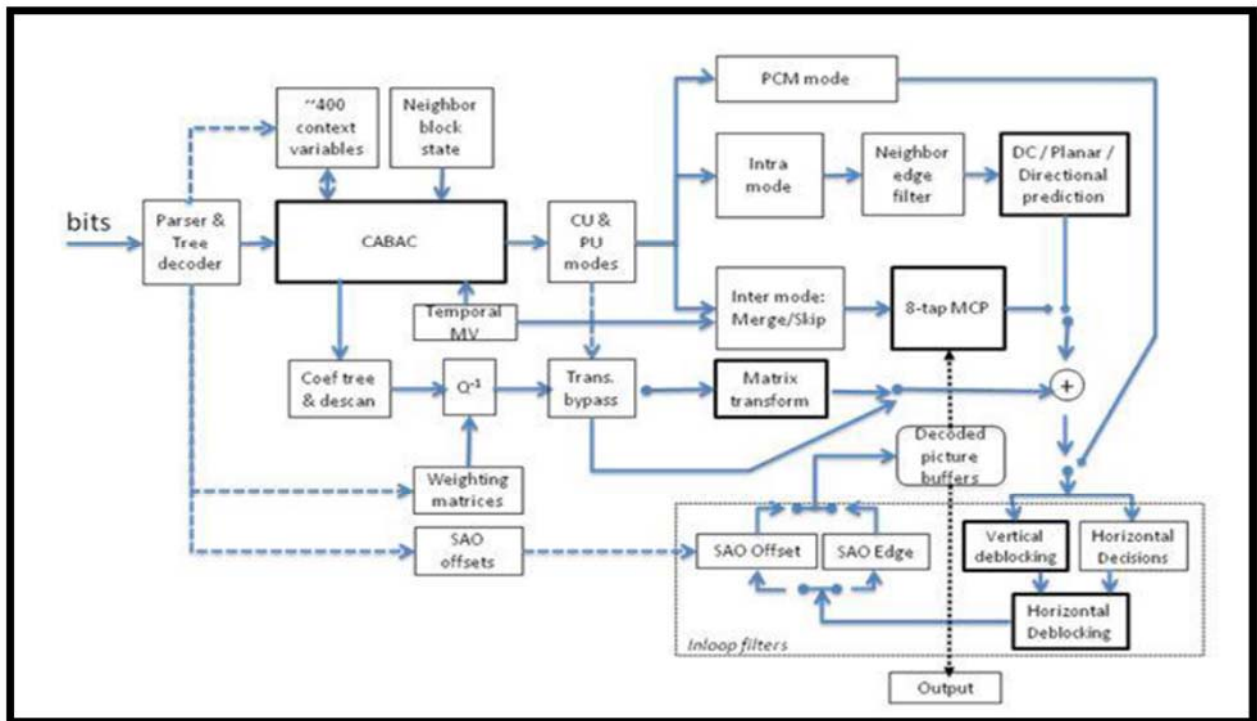 PCM mode
~400
context
variables
Neighbor
block
state
Intra
mode
Neighbor
edge
filter
DC / Planar /
Directional
prediction
bits
Parser &
Tree
decoder
CABAC
CU &
PU
modes
Temporal
MV
Inter mode:
Merge/Skip
8-tap MCP
Coef tree
& descan
Q⁻¹
Trans.
bypass
Matrix
transform
+
Decoded
picture
buffers
Weighting
matrices
SAO
offsets
SAO Offset
SAO Edge
Vertical
deblocking
Horizontal
Decisions
Horizontal
Deblocking
Inloop filters
Output